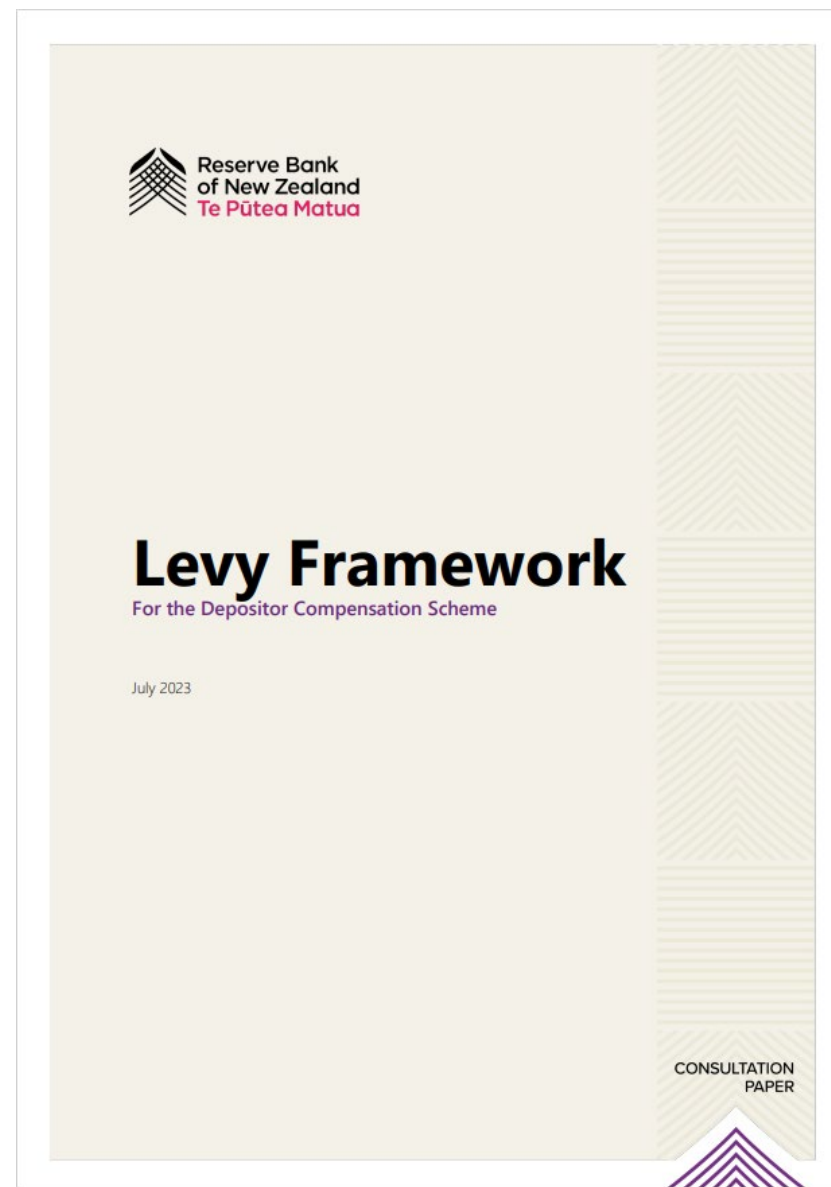 Reserve Bank
of New Zealand
Te Pūtea Matua
Levy Framework
For the Depositor Compensation Scheme
July 2023
CONSULTATION
PAPER